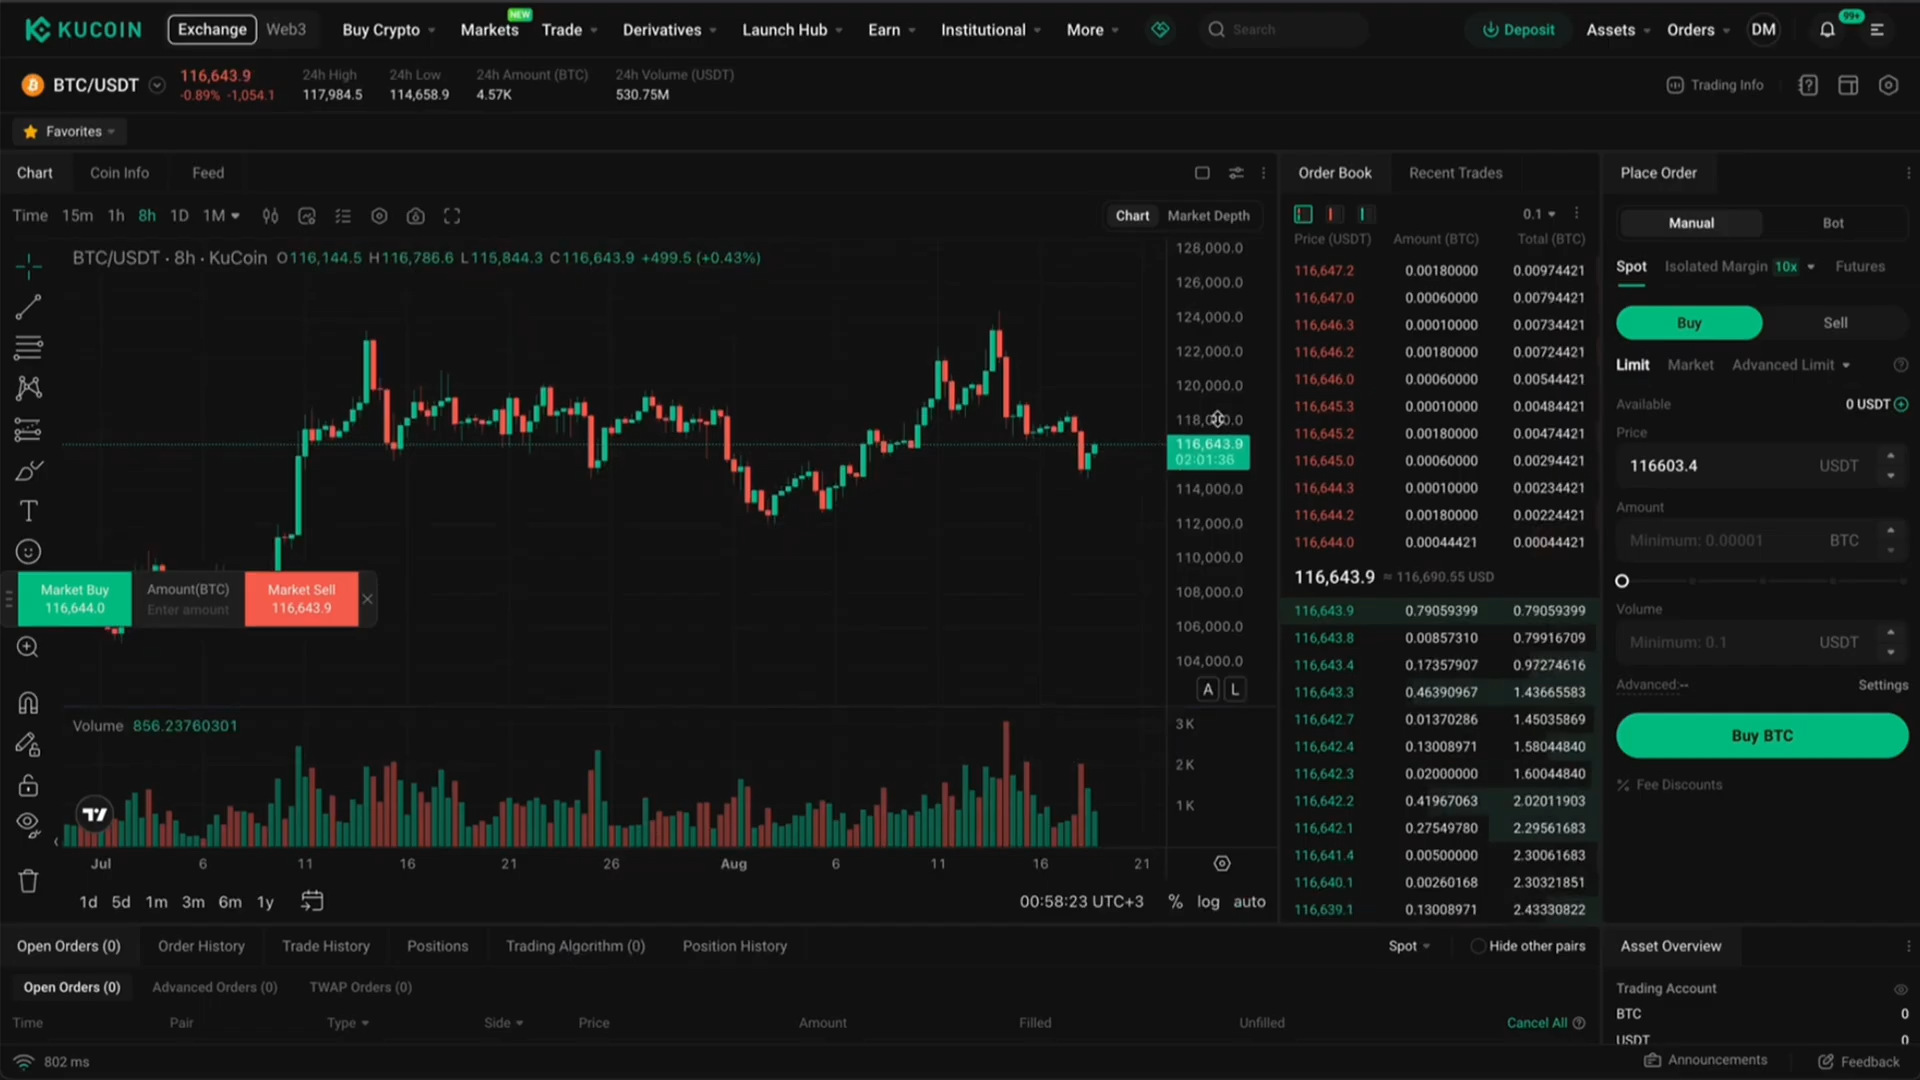 KUCOIN Exchange Web3 Buy Crypto Markets NEW Trade Derivatives Launch Hub Earn Institutional More Search Deposit Assets Orders DM 99+
BTC/USDT 116,643.9 24h High 24h Low 24h Amount (BTC) 24h Volume (USDT) Trading Info
-0.89% -1,054.1 117,984.5 114,658.9 4.57K 530.75M
Favorites
Chart Coin Info Feed
Time 15m 1h 8h 1D 1M Chart Market Depth
BTC/USDT · 8h · KuCoin O116,144.5 H116,786.6 L115,844.3 C116,643.9 +499.5 (+0.43%)
128,000.0
126,000.0
124,000.0
122,000.0
120,000.0
118,000.0
116,643.9
02:01:36
114,000.0
112,000.0
110,000.0
108,000.0
106,000.0
104,000.0
A L
Market Buy Amount(BTC) Market Sell
116,644.0 Enter amount 116,643.9
Volume 856.23760301
3K
2K
1K
Jul 6 11 16 21 26 Aug 6 11 16 21
1d 5d 1m 3m 6m 1y 00:58:23 UTC+3 % log auto
Order Book Recent Trades
0.1
Price (USDT) Amount (BTC) Total (BTC)
116,647.2 0.00180000 0.00974421
116,647.0 0.00060000 0.00794421
116,646.3 0.00010000 0.00734421
116,646.2 0.00180000 0.00724421
116,646.0 0.00060000 0.00544421
116,645.3 0.00010000 0.00484421
116,645.2 0.00180000 0.00474421
116,645.0 0.00060000 0.00294421
116,644.3 0.00010000 0.00234421
116,644.2 0.00180000 0.00224421
116,644.0 0.00044421 0.00044421
116,643.9 ≈ 116,690.55 USD
116,643.9 0.79059399 0.79059399
116,643.8 0.00857310 0.79916709
116,643.4 0.17357907 0.97274616
116,643.3 0.46390967 1.43665583
116,642.7 0.01370286 1.45035869
116,642.4 0.13008971 1.58044840
116,642.3 0.02000000 1.60044840
116,642.2 0.41967063 2.02011903
116,642.1 0.27549780 2.29561683
116,641.4 0.00500000 2.30061683
116,640.1 0.00260168 2.30321851
116,639.1 0.13008971 2.43330822
Place Order
Manual Bot
Spot Isolated Margin 10x Futures
Buy Sell
Limit Market Advanced Limit
Available 0 USDT
Price
116603.4 USDT
Amount
Minimum: 0.00001 BTC
Volume
Minimum: 0.1 USDT
Advanced:-- Settings
Buy BTC
Fee Discounts
Open Orders (0) Order History Trade History Positions Trading Algorithm (0) Position History Spot Hide other pairs
Open Orders (0) Advanced Orders (0) TWAP Orders (0)
Time Pair Type Side Price Amount Filled Unfilled Cancel All
Asset Overview
Trading Account
BTC 0
USDT 0
802 ms Announcements Feedback